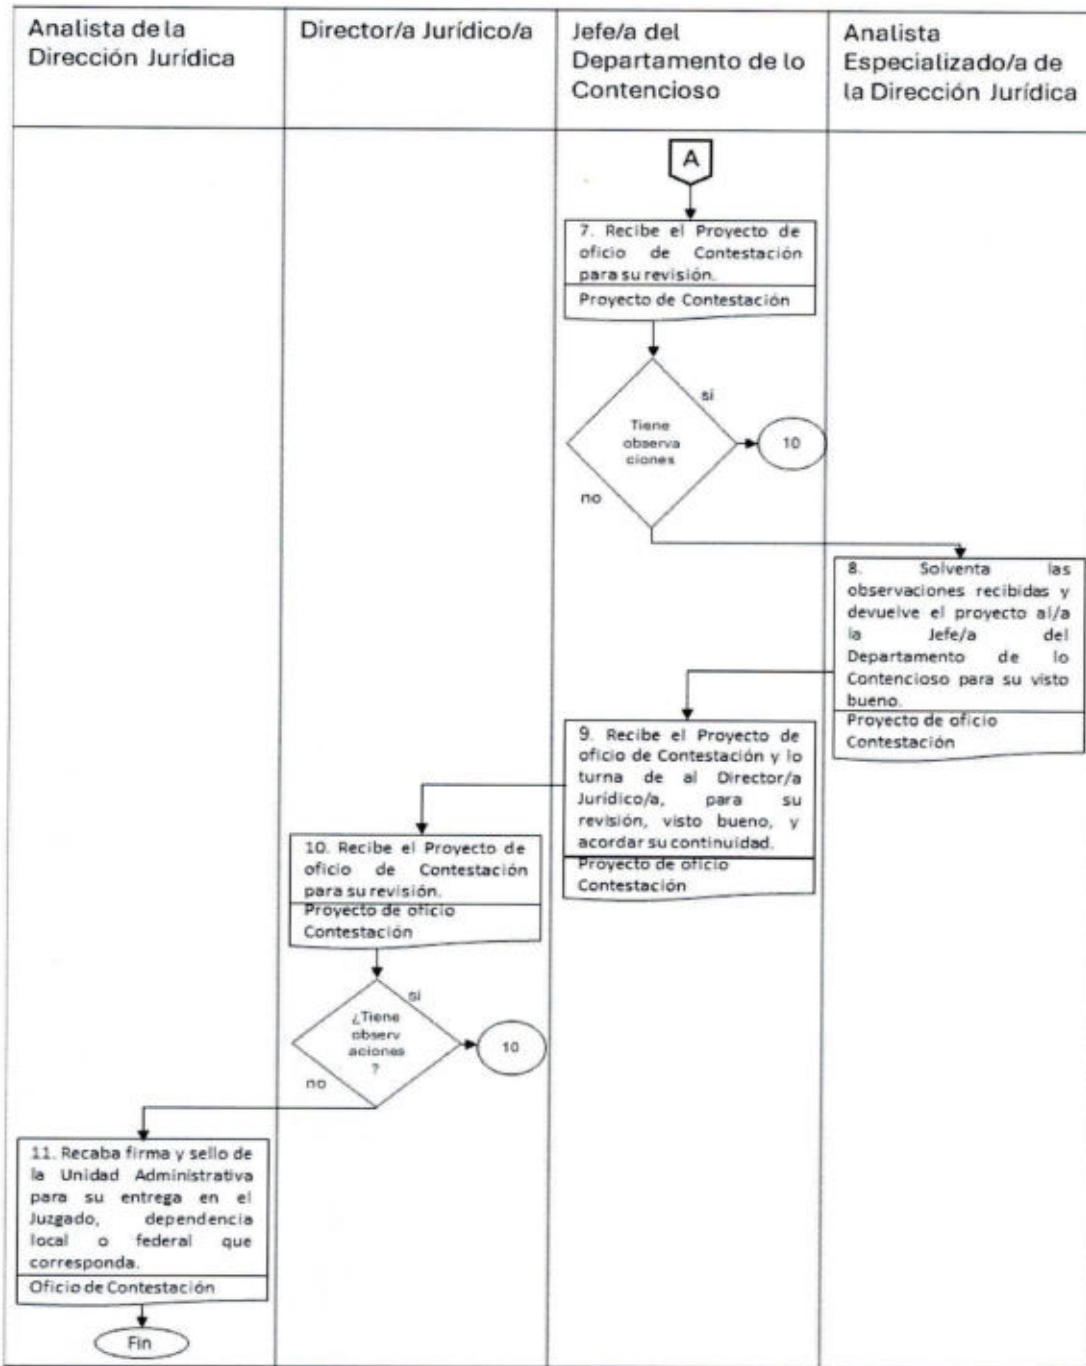 Analista de la
Dirección Jurídica
Director/a Jurídico/a
Jefe/a del
Departamento de lo
Contencioso
Analista
Especializado/a de
la Dirección Jurídica
A
7. Recibe el Proyecto de
oficio de Contestación
para su revisión.
Proyecto de Contestación
Tiene
observa
ciones
sí
10
no
8. Solventa las
observaciones recibidas y
devuelve el proyecto al/a
la Jefe/a del
Departamento de lo
Contencioso para su visto
bueno.
Proyecto de oficio
Contestación
9. Recibe el Proyecto de
oficio de Contestación y lo
turna de al Director/a
Jurídico/a, para su
revisión, visto bueno, y
acordar su continuidad.
Proyecto de oficio
Contestación
10. Recibe el Proyecto de
oficio de Contestación
para su revisión.
Proyecto de oficio
Contestación
¿Tiene
observ
aciones
?
si
10
no
11. Recaba firma y sello de
la Unidad Administrativa
para su entrega en el
Juzgado, dependencia
local o federal que
corresponda.
Oficio de Contestación
Fin